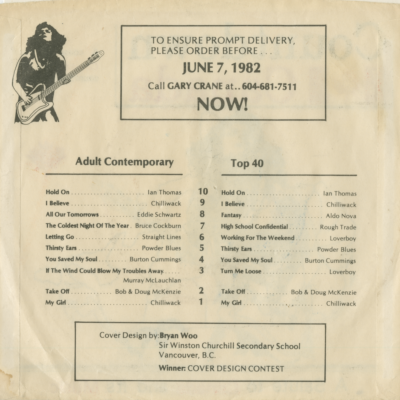 TO ENSURE PROMPT DELIVERY,
PLEASE ORDER BEFORE . . .
JUNE 7, 1982
Call GARY CRANE at . . 604-681-7511
NOW!
Adult Contemporary Top 40
Hold On Ian Thomas 10 Hold On Ian Thomas
I Believe Chilliwack 9 I Believe Chilliwack
All Our Tomorrows Eddie Schwartz 8 Fantasy Aldo Nova
The Coldest Night Of The Year Bruce Cockburn 7 High School Confidential Rough Trade
Letting Go Straight Lines 6 Working For The Weekend Loverboy
Thirsty Ears Powder Blues 5 Thirsty Ears Powder Blues
You Saved My Soul Burton Cummings 4 You Saved My Soul Burton Cummings
If The Wind Could Blow My Troubles Away 3 Turn Me Loose Loverboy
Murray McLauchlan
Take Off Bob & Doug McKenzie 2 Take Off Bob & Doug McKenzie
My Girl Chilliwack 1 My Girl Chilliwack
Cover Design by: Bryan Woo
Sir Winston Churchill Secondary School
Vancouver, B.C.
Winner: COVER DESIGN CONTEST